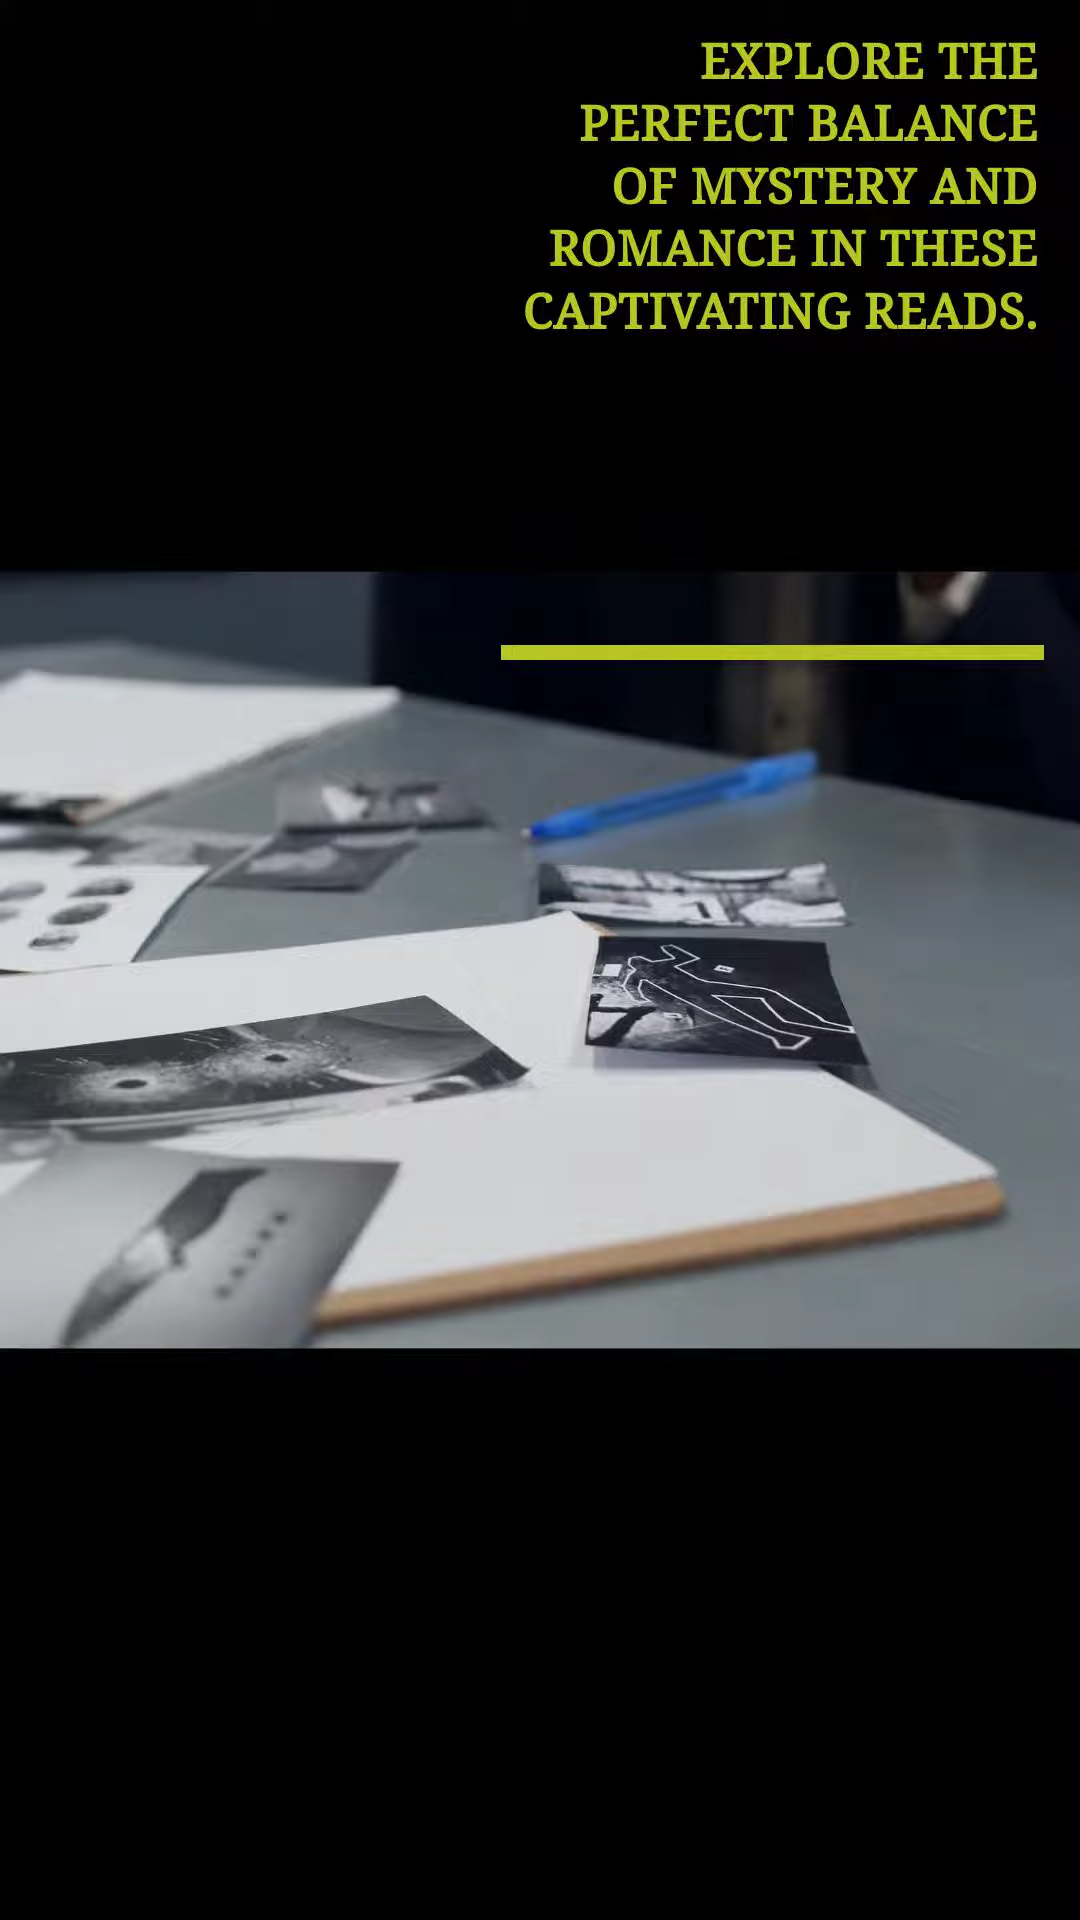 EXPLORE THE
PERFECT BALANCE
OF MYSTERY AND
ROMANCE IN THESE
CAPTIVATING READS.